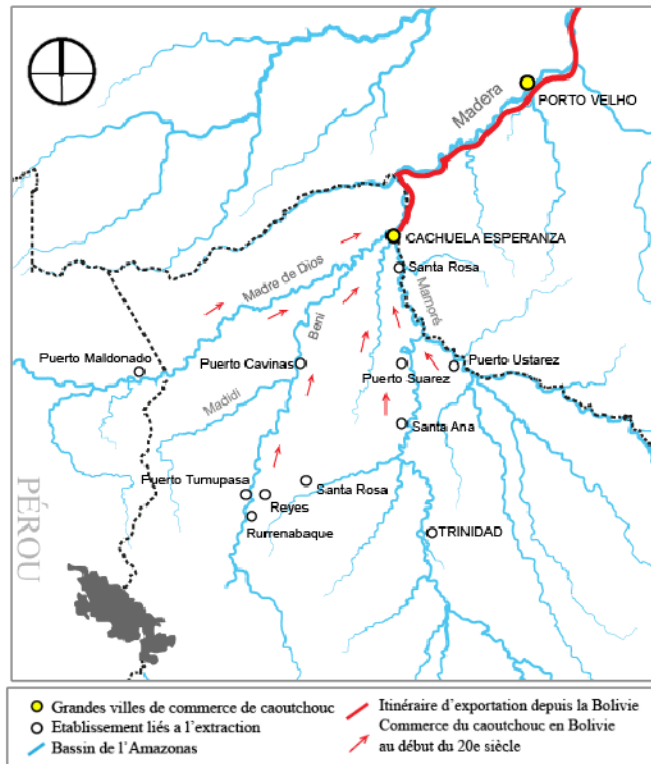 Madera
PORTO VELHO
CACHUELA ESPERANZA
Santa Rosa
Madre de Dios
Mamoré
Beni
Puerto Maldonado
Puerto Cavinas
Puerto Suarez
Puerto Ustarez
Madidi
Santa Ana
Puerto Tumupasa
Santa Rosa
Reyes
Rurrenabaque
TRINIDAD
PÉROU
Grandes villes de commerce de caoutchouc
Etablissement liés a l'extraction
Bassin de l'Amazonas
Itinéraire d'exportation depuis la Bolivie
Commerce du caoutchouc en Bolivie
au début du 20e siècle